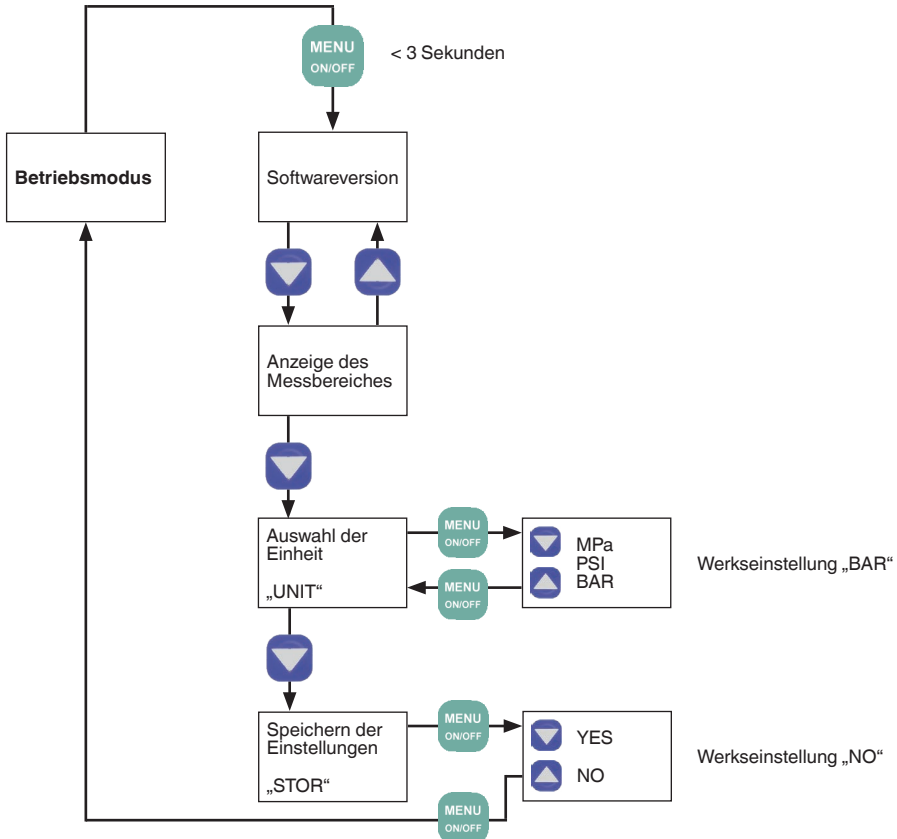 MENU
ON/OFF
< 3 Sekunden
Betriebsmodus
Softwareversion
Anzeige des
Messbereiches
Auswahl der
Einheit
„UNIT“
MENU
ON/OFF
MENU
ON/OFF
MPa
PSI
BAR
Werkseinstellung „BAR“
Speichern der
Einstellungen
„STOR“
MENU
ON/OFF
YES
NO
Werkseinstellung „NO“
MENU
ON/OFF